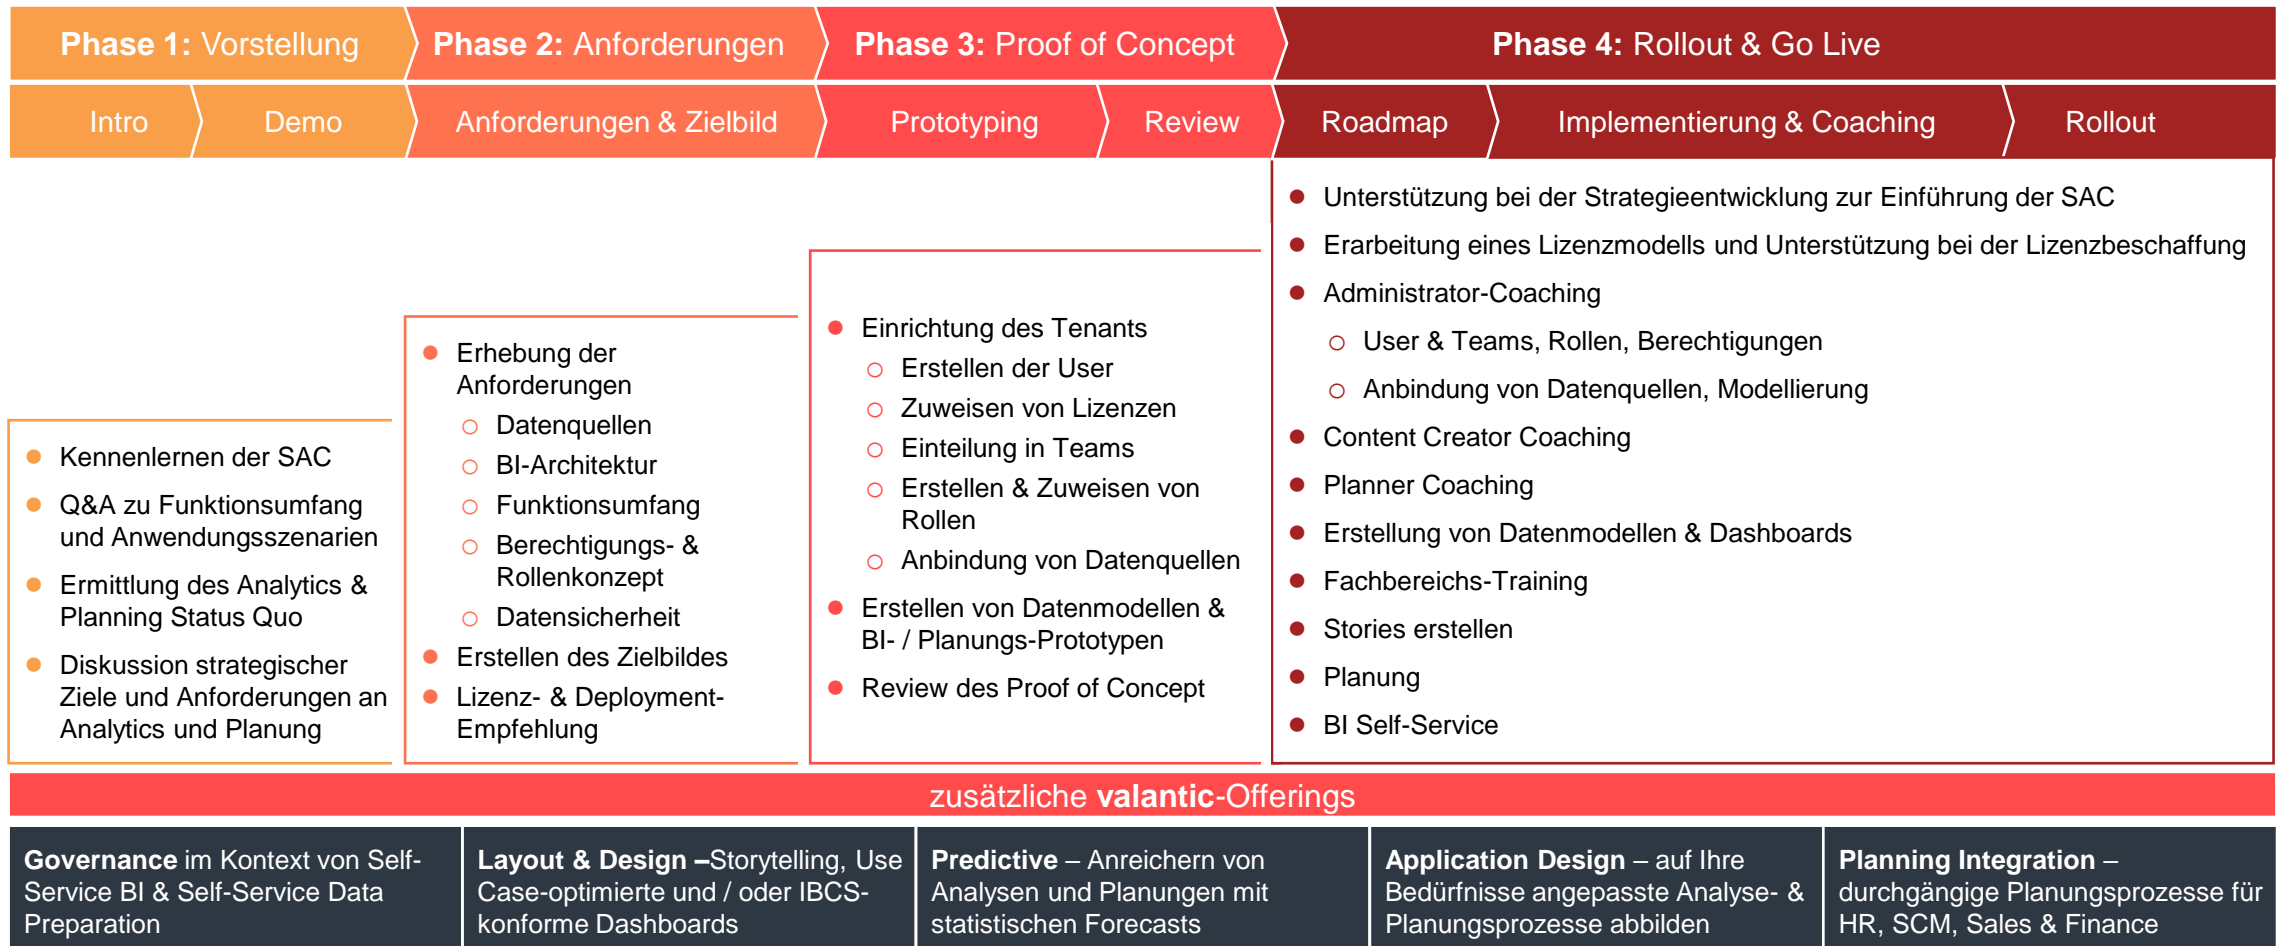 Phase 1: Vorstellung
Phase 2: Anforderungen
Phase 3: Proof of Concept
Phase 4: Rollout & Go Live
Intro
Demo
Anforderungen & Zielbild
Prototyping
Review
Roadmap
Implementierung & Coaching
Rollout
Kennenlernen der SAC
Q&A zu Funktionsumfang
und Anwendungsszenarien
Ermittlung des Analytics &
Planning Status Quo
Diskussion strategischer
Ziele und Anforderungen an
Analytics und Planung
Erhebung der
Anforderungen
Datenquellen
BI-Architektur
Funktionsumfang
Berechtigungs- &
Rollenkonzept
Datensicherheit
Erstellen des Zielbildes
Lizenz- & Deployment-
Empfehlung
Einrichtung des Tenants
Erstellen der User
Zuweisen von Lizenzen
Einteilung in Teams
Erstellen & Zuweisen von
Rollen
Anbindung von Datenquellen
Erstellen von Datenmodellen &
BI- / Planungs-Prototypen
Review des Proof of Concept
Unterstützung bei der Strategieentwicklung zur Einführung der SAC
Erarbeitung eines Lizenzmodells und Unterstützung bei der Lizenzbeschaffung
Administrator-Coaching
User & Teams, Rollen, Berechtigungen
Anbindung von Datenquellen, Modellierung
Content Creator Coaching
Planner Coaching
Erstellung von Datenmodellen & Dashboards
Fachbereichs-Training
Stories erstellen
Planung
BI Self-Service
zusätzliche valantic-Offerings
Governance im Kontext von Self-
Service BI & Self-Service Data
Preparation
Layout & Design –Storytelling, Use
Case-optimierte und / oder IBCS-
konforme Dashboards
Predictive – Anreichern von
Analysen und Planungen mit
statistischen Forecasts
Application Design – auf Ihre
Bedürfnisse angepasste Analyse- &
Planungsprozesse abbilden
Planning Integration –
durchgängige Planungsprozesse für
HR, SCM, Sales & Finance